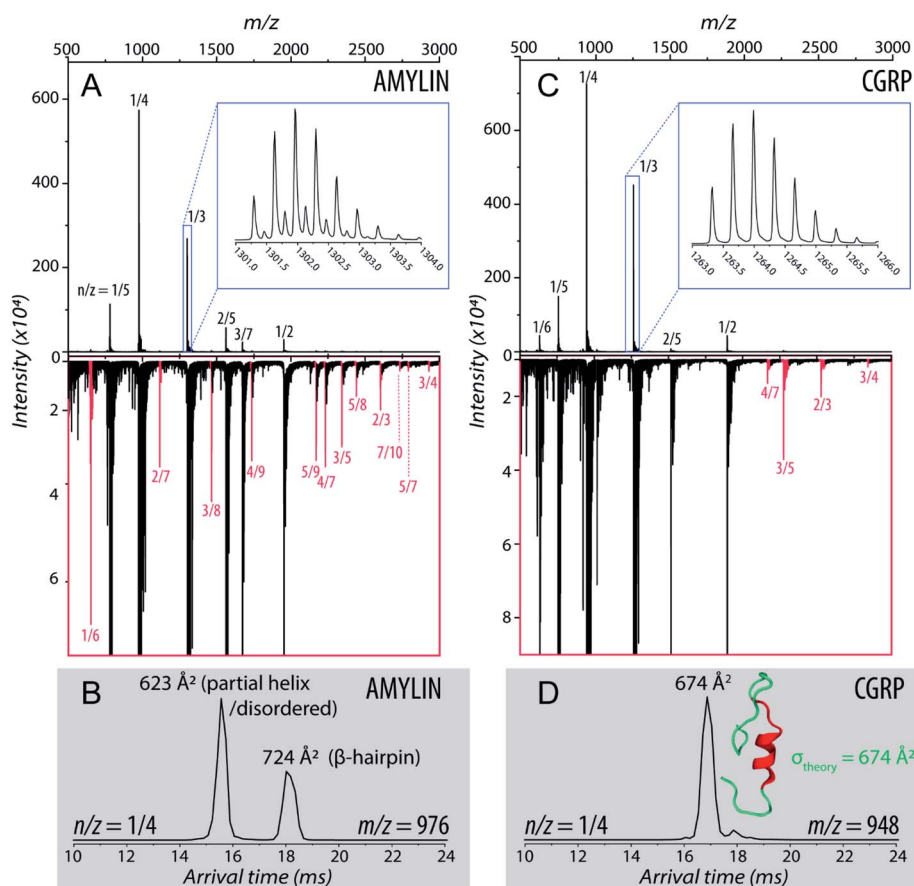 m/z
500 1000 1500 2000 2500 3000
A
AMYLIN
Intensity (x10⁴)
600
400
200
0
n/z = 1/5
1/4
1/3
2/5
3/7
1/2
1301.0 1301.5 1302.0 1302.5 1303.0 1303.5 1304.0
2
4
6
1/6
2/7
3/8
4/9
5/9
4/7
3/5
5/8
2/3
7/10
5/7
3/4
B
623 Å² (partial helix
/disordered)
AMYLIN
724 Å² (β-hairpin)
n/z = 1/4
m/z = 976
10 12 14 16 18 20 22 24
Arrival time (ms)
m/z
500 1000 1500 2000 2500 3000
C
CGRP
Intensity (x10⁴)
600
400
200
0
1/6
1/5
1/4
1/3
2/5
1/2
1263.0 1263.5 1264.0 1264.5 1265.0 1265.5 1266.0
2
4
6
8
4/7
3/5
2/3
3/4
D
674 Å²
CGRP
σtheory = 674 Å²
n/z = 1/4
m/z = 948
10 12 14 16 18 20 22 24
Arrival time (ms)